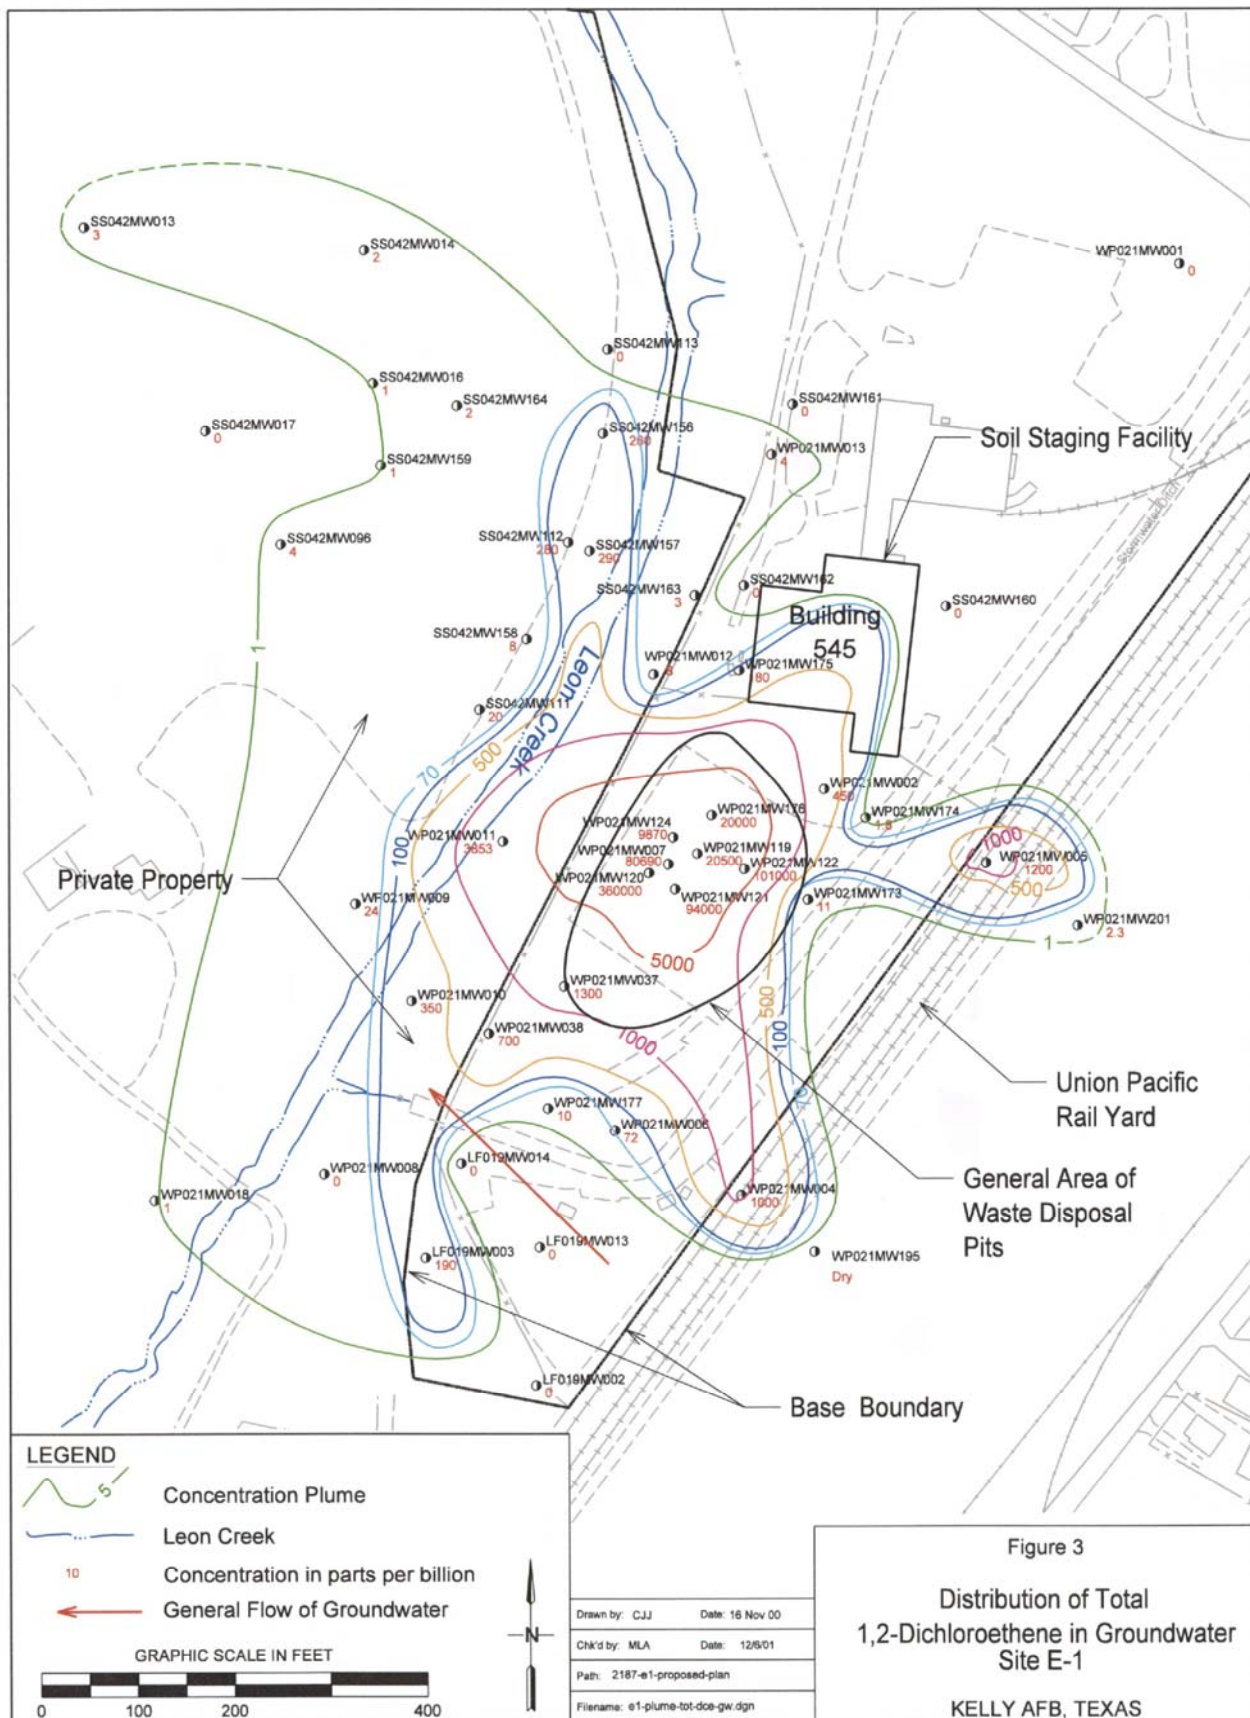 SS042MW013
3
SS042MW014
2
WP021MW001
0
SS042MW113
0
SS042MW016
1
SS042MW164
2
SS042MW161
0
SS042MW017
0
SS042MW156
260
WP021MW013
4
Soil Staging Facility
SS042MW159
1
Stormwater Ditch
SS042MW096
4
SS042MW112
280
SS042MW157
290
SS042MW163
3
SS042MW162
0
SS042MW160
0
Building
545
SS042MW158
8
1
WP021MW012
8
WP021MW175
180
Leon Creek
SS042MW111
20
500
70
WP021MW002
450
WP021MW176
20000
WP021MW174
1.8
WP021MW124
9870
WP021MW011
3853
100
WP021MW007
80690
WP021MW119
20500
1000
WP021MW005
1200
WP021MW120
360000
WP021MW122
101000
Private Property
500
WP021MW121
94000
WP021MW173
11
WP021MW009
24
WP021MW201
2.3
1
5000
WP021MW037
1300
WP021MW010
350
500
WP021MW038
700
1000
100
Union Pacific
Rail Yard
70
WP021MW177
10
WP021MW006
72
LF019MW014
0
WP021MW008
0
WP021MW004
1000
General Area of
Waste Disposal
Pits
WP021MW018
1
LF019MW003
190
LF019MW013
0
WP021MW195
Dry
LF019MW002
0
Base Boundary
LEGEND
5
Concentration Plume
Leon Creek
10
Concentration in parts per billion
General Flow of Groundwater
N
GRAPHIC SCALE IN FEET
0 100 200 400
Drawn by: CJJ Date: 16 Nov 00
Chk'd by: MLA Date: 12/6/01
Path: 2187-e1-proposed-plan
Filename: e1-plume-tot-dce-gw.dgn
Figure 3
Distribution of Total
1,2-Dichloroethene in Groundwater
Site E-1
KELLY AFB, TEXAS